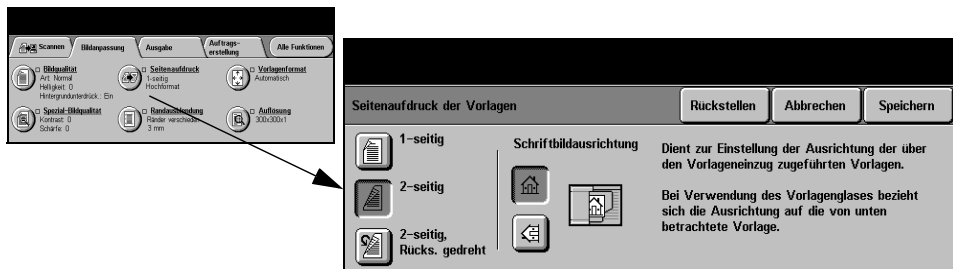 Scannen Bildanpassung Ausgabe Auftrags-
erstellung Alle Funktionen
Bildqualität
Art: Normal
Helligkeit: 0
Hintergrundunterdrück.: Ein
Seitenaufdruck
1-seitig
Hochformat
Vorlagenformat
Automatisch
Spezial-Bildqualität
Kontrast: 0
Schärfe: 0
Randausblendung
Ränder verschieden
3 mm
Auflösung
300x300x1
Seitenaufdruck der Vorlagen
Rückstellen Abbrechen Speichern
1-seitig
2-seitig
2-seitig,
Rücks. gedreht
Schriftbildausrichtung
Dient zur Einstellung der Ausrichtung der über
den Vorlageneinzug zugeführten Vorlagen.
Bei Verwendung des Vorlagenglases bezieht
sich die Ausrichtung auf die von unten
betrachtete Vorlage.